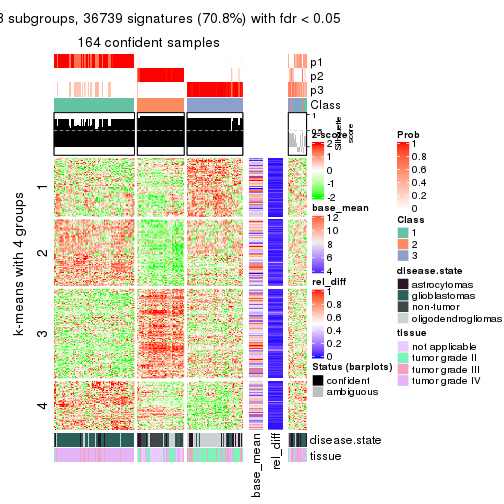 3 subgroups, 36739 signatures (70.8%) with fdr < 0.05
164 confident samples
p1
p2
p3
Class
1
Silhouette
score
k-means with 4 groups
1
2
3
4
base_mean
rel_diff
disease.state
tissue
z-score
2
1
0
-1
-2
base_mean
12
10
8
6
4
rel_diff
1
0.8
0.6
0.4
0.2
0
Status (barplots)
confident
ambiguous
Prob
1
0.8
0.6
0.4
0.2
0
Class
1
2
3
disease.state
astrocytomas
glioblastomas
non-tumor
oligodendrogliomas
tissue
not applicable
tumor grade II
tumor grade III
tumor grade IV